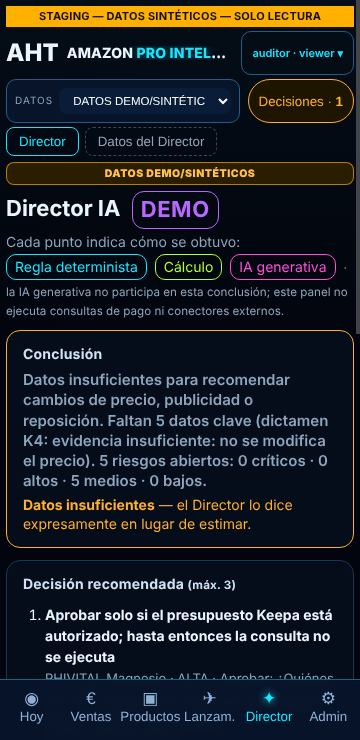 STAGING — DATOS SINTÉTICOS — SOLO LECTURA
AHT AMAZON PRO INTEL... auditor · viewer ▾
DATOS DATOS DEMO/SINTÉTIC Decisiones · 1
Director Datos del Director
DATOS DEMO/SINTÉTICOS
Director IA DEMO
Cada punto indica cómo se obtuvo:
Regla determinista Cálculo IA generativa ·
la IA generativa no participa en esta conclusión; este panel no
ejecuta consultas de pago ni conectores externos.
Conclusión
Datos insuficientes para recomendar
cambios de precio, publicidad o
reposición. Faltan 5 datos clave (dictamen
K4: evidencia insuficiente: no se modifica
el precio). 5 riesgos abiertos: 0 críticos · 0
altos · 5 medios · 0 bajos.
Datos insuficientes — el Director lo dice
expresamente en lugar de estimar.
Decisión recomendada (máx. 3)
1. Aprobar solo si el presupuesto Keepa está
autorizado; hasta entonces la consulta no
se ejecuta
PHIVITAL Magnesio · ALTA · Aprobar: ¿Quiénes
Hoy Ventas Productos Lanzam. Director Admin